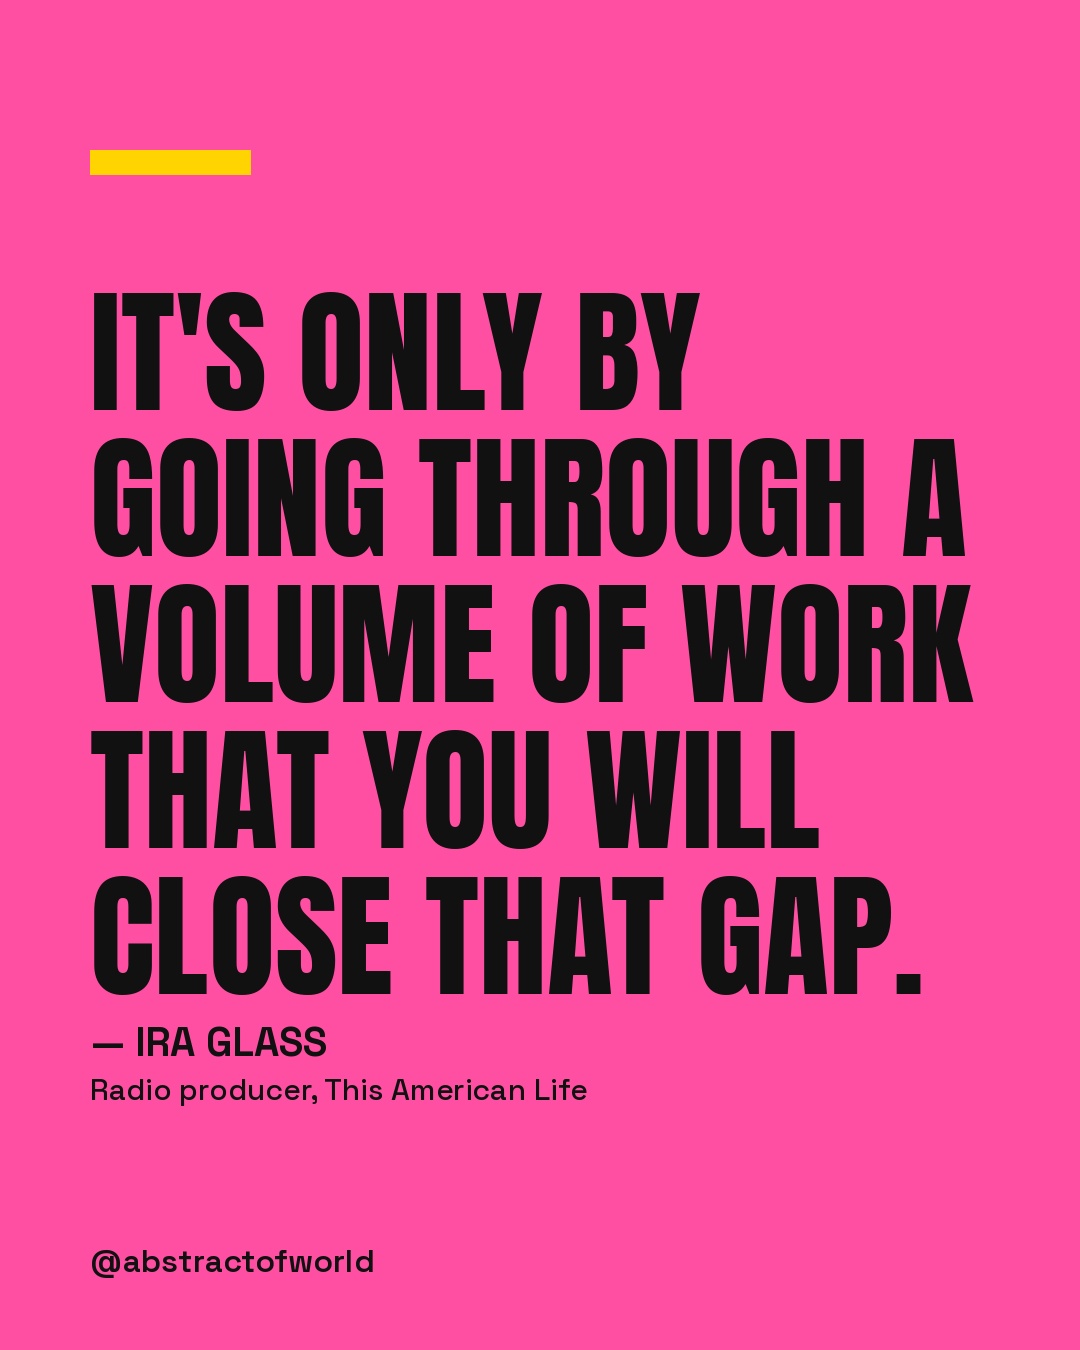 IT'S ONLY BY
GOING THROUGH A
VOLUME OF WORK
THAT YOU WILL
CLOSE THAT GAP.
— IRA GLASS
Radio producer, This American Life
@abstractofworld